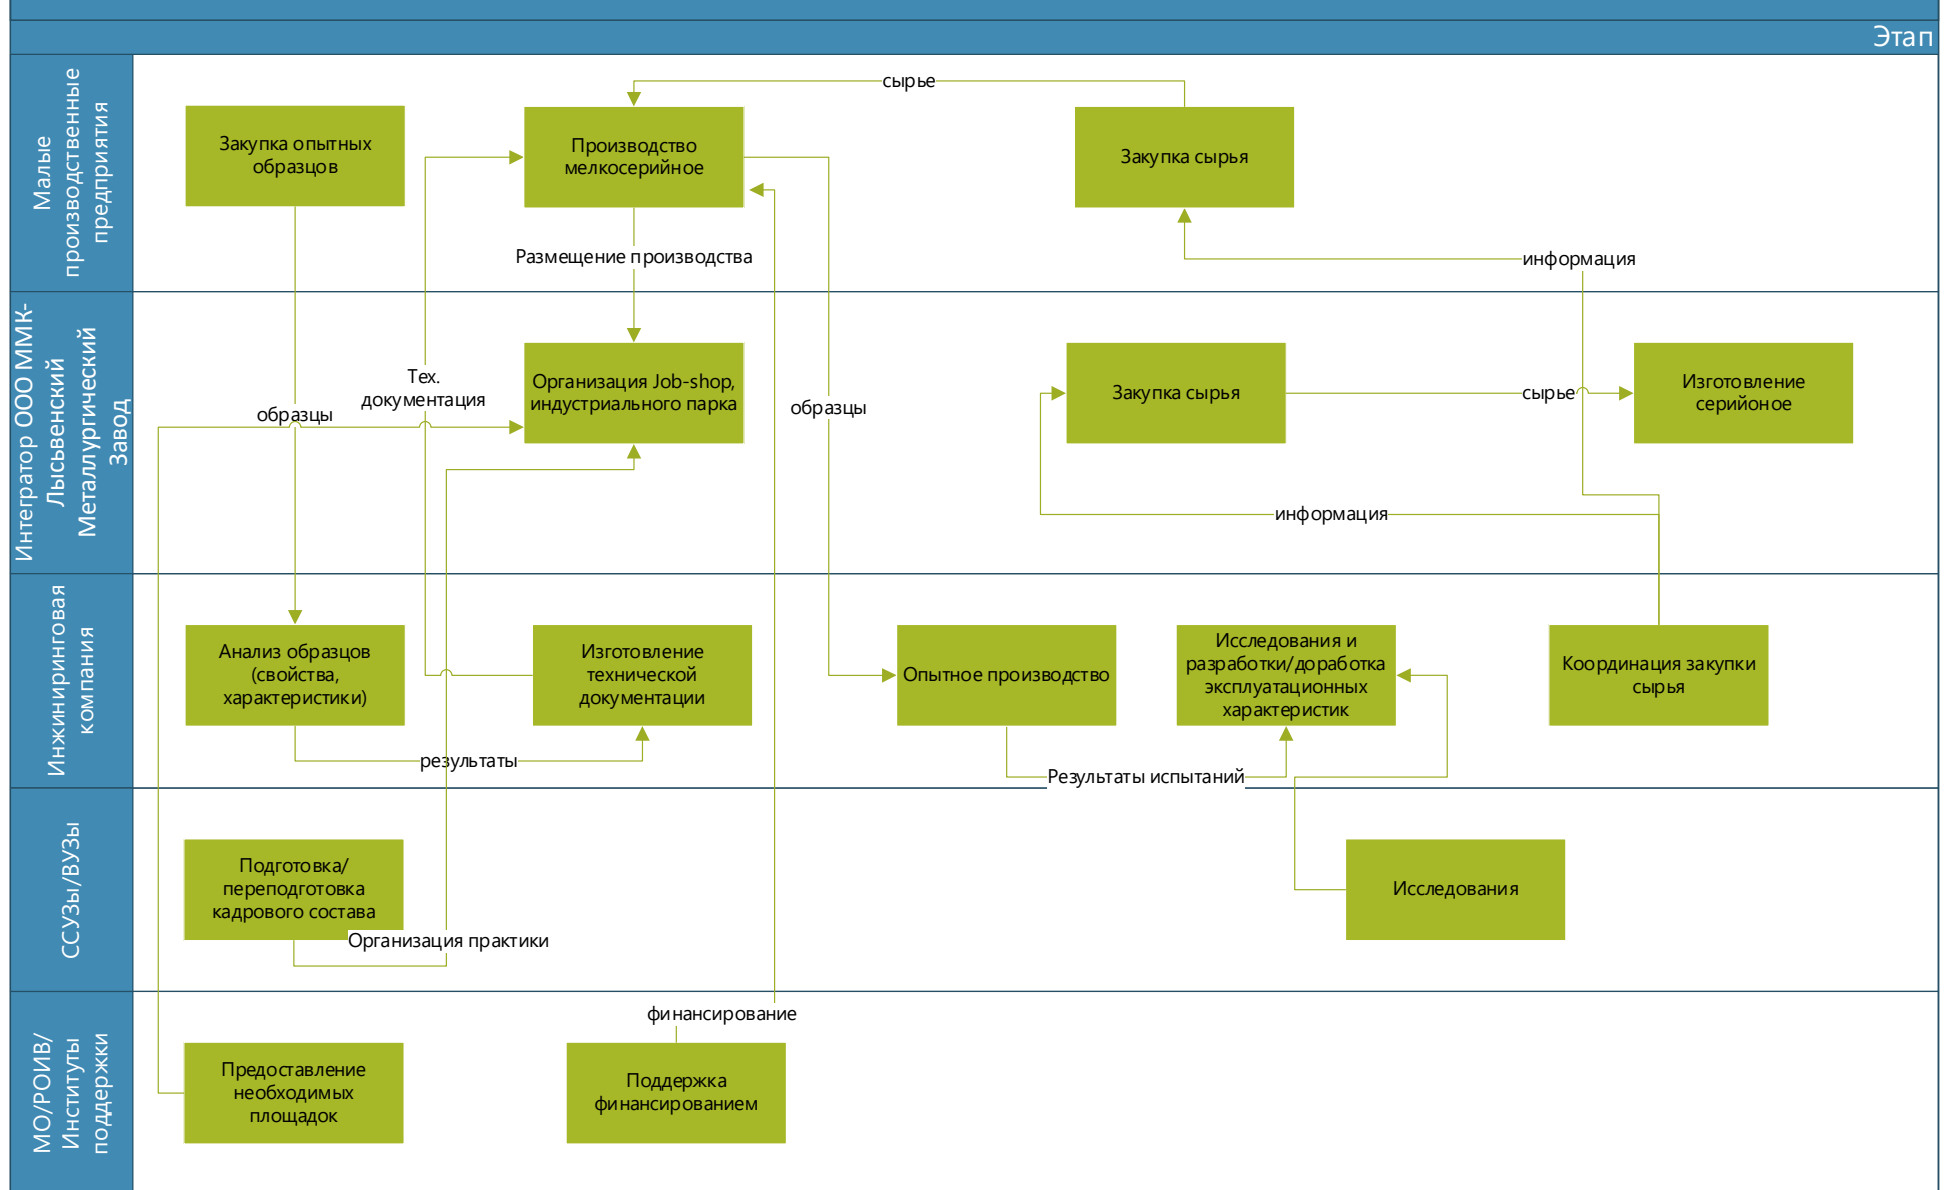 Этап
Малые
производственные
предприятия
сырье
Закупка опытных
образцов
Производство
мелкосерийное
Закупка сырья
Размещение производства
информация
Интегратор ООО ММК-
Лысьвенский
Металлургический
Завод
Тех.
документация
образцы
Организация Job-shop,
индустриального парка
образцы
Закупка сырья
сырье
Изготовление
серийоное
информация
Инжиниринговая
компания
Анализ образцов
(свойства,
характеристики)
Изготовление
технической
документации
Опытное производство
Исследования и
разработки/доработка
эксплуатационных
характеристик
Координация закупки
сырья
результаты
Результаты испытаний
ССУЗы/ВУЗы
Подготовка/
переподготовка
кадрового состава
Организация практики
Исследования
МО/РОИВ/
Институты
поддержки
финансирование
Предоставление
необходимых
площадок
Поддержка
финансированием